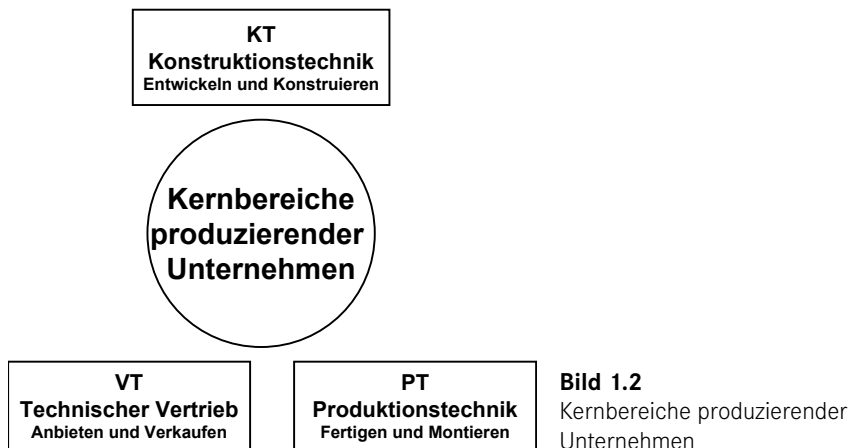 KT
Konstruktionstechnik
Entwickeln und Konstruieren
Kernbereiche
produzierender
Unternehmen
VT
Technischer Vertrieb
Anbieten und Verkaufen
PT
Produktionstechnik
Fertigen und Montieren
Bild 1.2
Kernbereiche produzierender
Unternehmen